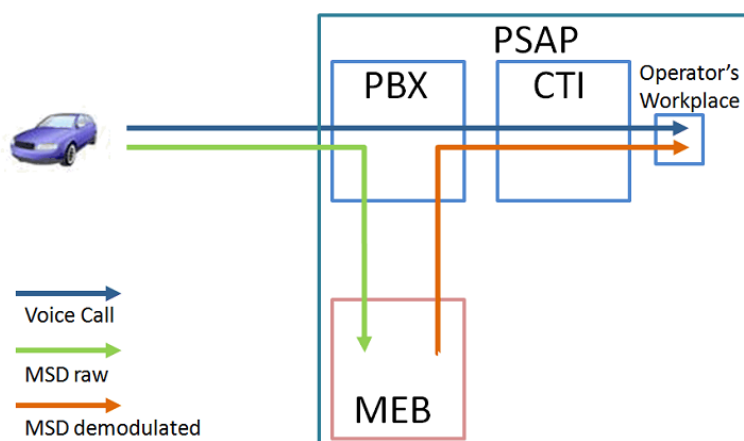 PSAP
PBX
CTI
Operator's
Workplace
Voice Call
MSD raw
MSD demodulated
MEB